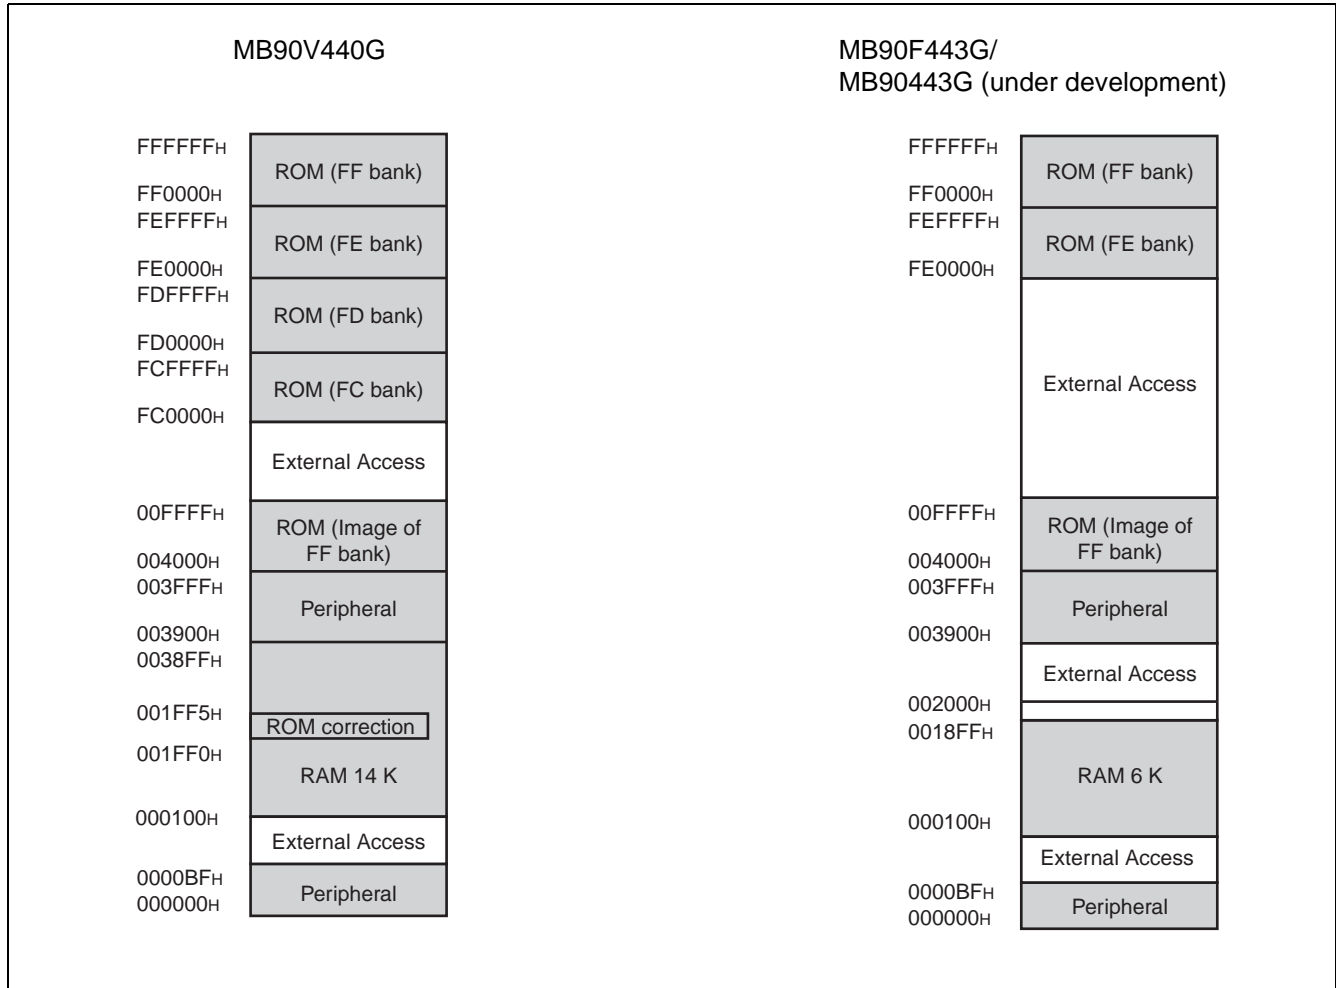 MB90V440G
FFFFFFH
ROM (FF bank)
FF0000H
FEFFFFH
ROM (FE bank)
FE0000H
FDFFFFH
ROM (FD bank)
FD0000H
FCFFFFH
ROM (FC bank)
FC0000H
External Access
00FFFFH
ROM (Image of
FF bank)
004000H
003FFFH
Peripheral
003900H
0038FFH
001FF5H
ROM correction
001FF0H
RAM 14 K
000100H
External Access
0000BFH
Peripheral
000000H
MB90F443G/
MB90443G (under development)
FFFFFFH
ROM (FF bank)
FF0000H
FEFFFFH
ROM (FE bank)
FE0000H
External Access
00FFFFH
ROM (Image of
FF bank)
004000H
003FFFH
Peripheral
003900H
External Access
002000H
0018FFH
RAM 6 K
000100H
External Access
0000BFH
Peripheral
000000H